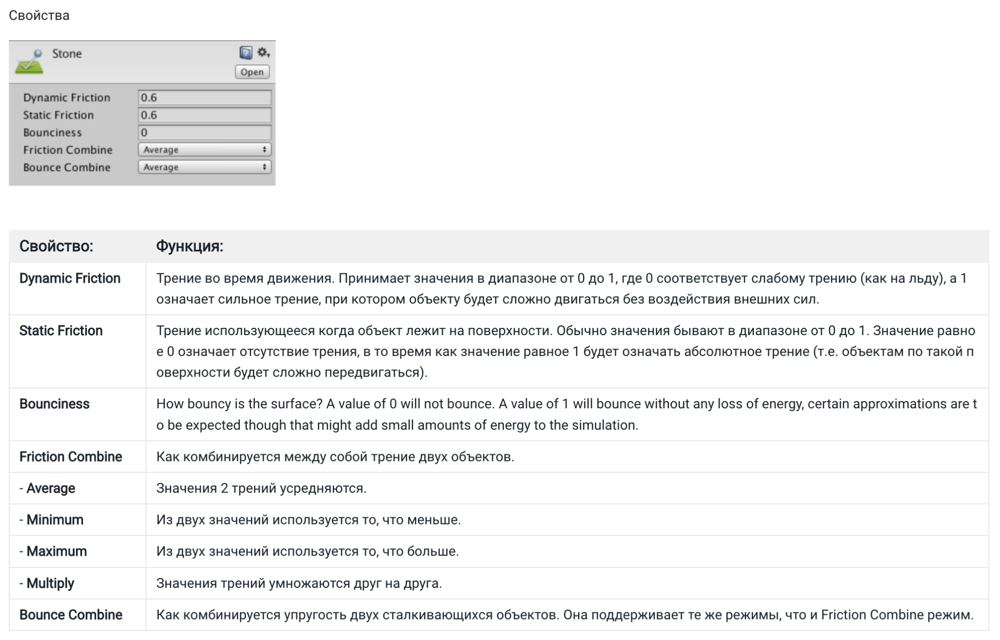 Свойства
Stone
Open
Dynamic Friction 0.6
Static Friction 0.6
Bounciness 0
Friction Combine Average
Bounce Combine Average
Свойство: Функция:
Dynamic Friction Трение во время движения. Принимает значения в диапазоне от 0 до 1, где 0 соответствует слабому трению (как на льду), а 1
означает сильное трение, при котором объекту будет сложно двигаться без воздействия внешних сил.
Static Friction Трение использующееся когда объект лежит на поверхности. Обычно значения бывают в диапазоне от 0 до 1. Значение равно
е 0 означает отсутствие трения, в то время как значение равное 1 будет означать абсолютное трение (т.е. объектам по такой п
оверхности будет сложно передвигаться).
Bounciness How bouncy is the surface? A value of 0 will not bounce. A value of 1 will bounce without any loss of energy, certain approximations are t
o be expected though that might add small amounts of energy to the simulation.
Friction Combine Как комбинируется между собой трение двух объектов.
- Average Значения 2 трений усредняются.
- Minimum Из двух значений используется то, что меньше.
- Maximum Из двух значений используется то, что больше.
- Multiply Значения трений умножаются друг на друга.
Bounce Combine Как комбинируется упругость двух сталкивающихся объектов. Она поддерживает те же режимы, что и Friction Combine режим.